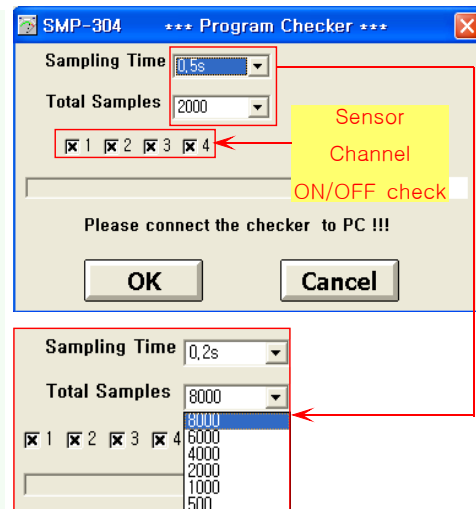 SMP-304 *** Program Checker ***
Sampling Time 0,5s
Total Samples 2000
1 2 3 4
Sensor
Channel
ON/OFF check
Please connect the checker to PC !!!
OK Cancel
Sampling Time 0,2s
Total Samples 8000
8000
1 2 3 4
6000
4000
2000
1000
500